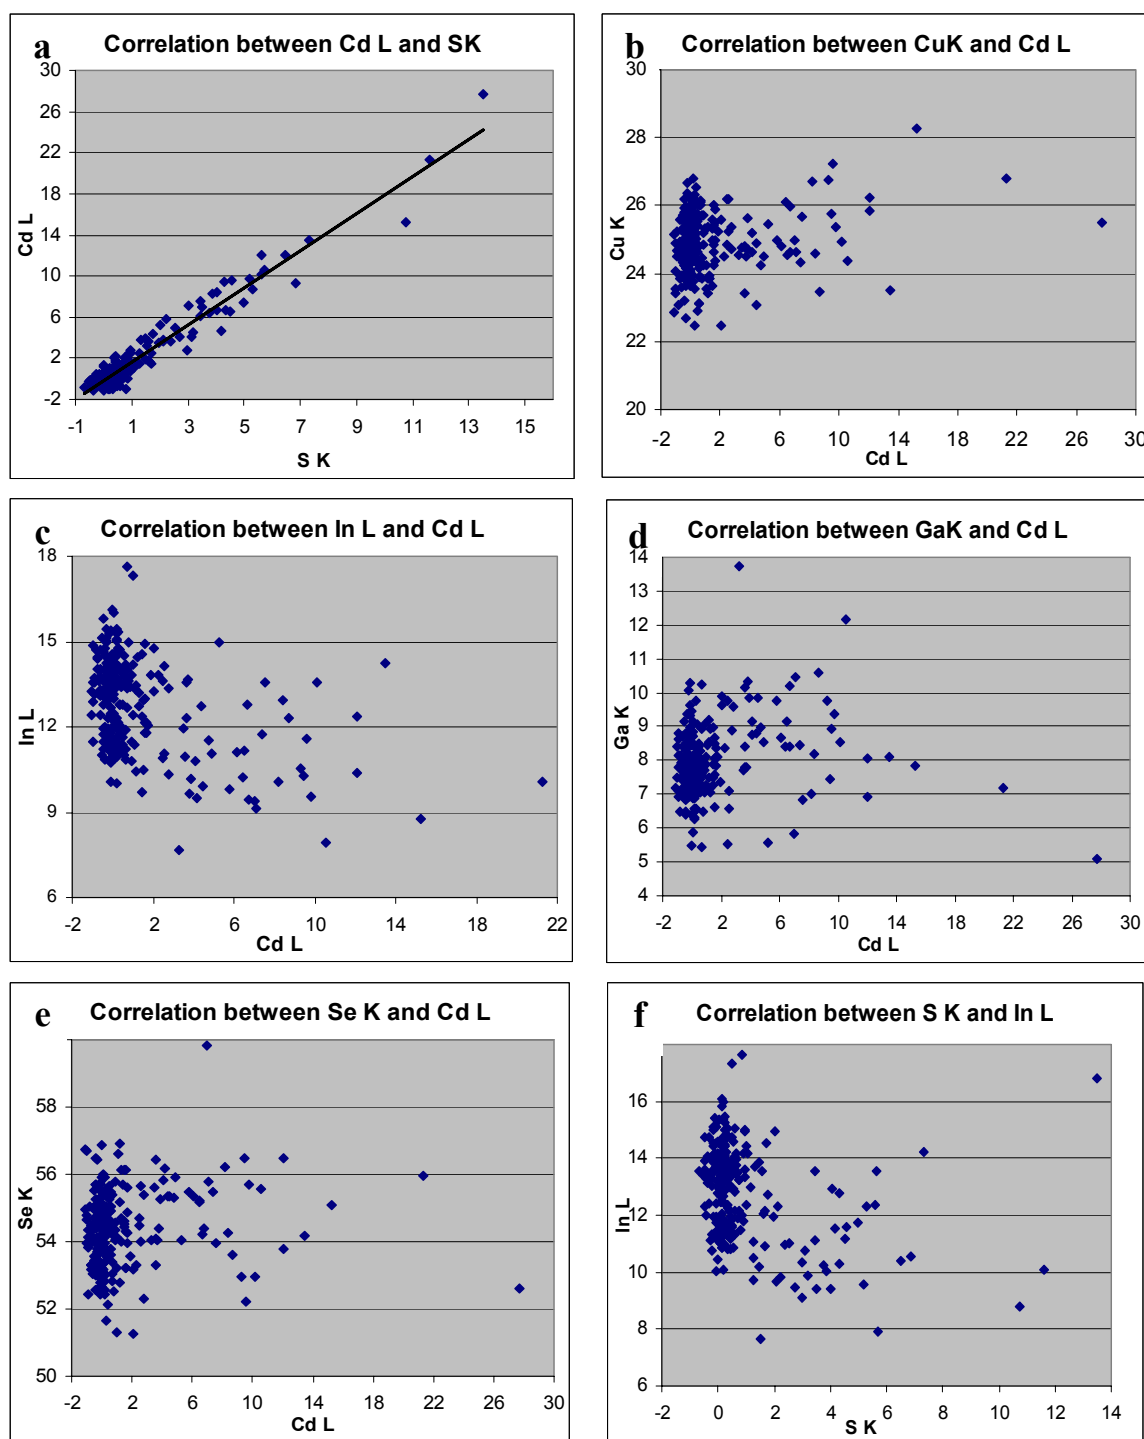 a Correlation between Cd L and SK
30
26
22
18
14
10
6
2
-2
Cd L
-1 1 3 5 7 9 11 13 15
S K
b Correlation between CuK and Cd L
30
28
26
24
22
20
Cu K
-2 2 6 10 14 18 22 26 30
Cd L
c Correlation between In L and Cd L
18
15
12
9
6
In L
-2 2 6 10 14 18 22
Cd L
d Correlation between GaK and Cd L
14
13
12
11
10
9
8
7
6
5
4
Ga K
-2 2 6 10 14 18 22 26 30
Cd L
e Correlation between Se K and Cd L
58
56
54
52
50
Se K
-2 2 6 10 14 18 22 26 30
Cd L
f Correlation between S K and In L
16
14
12
10
8
6
In L
-2 0 2 4 6 8 10 12 14
S K